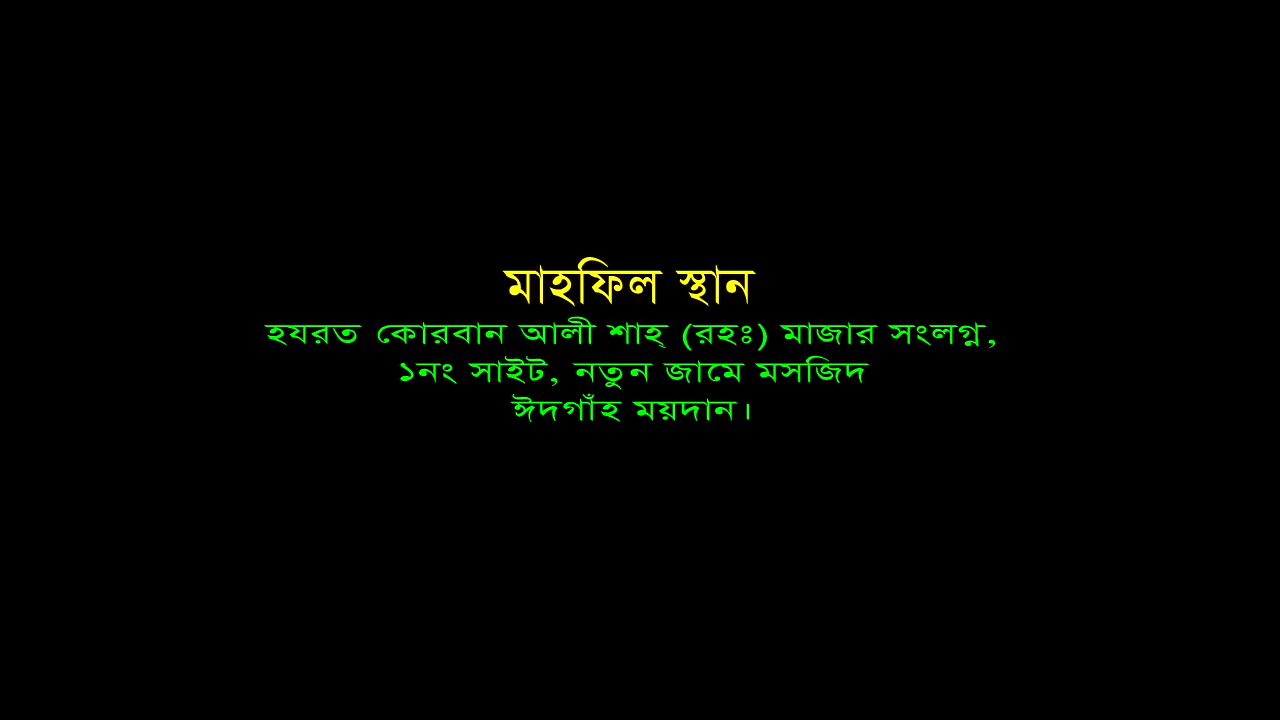 মাহফিল স্থান
হযরত কোরবান আলী শাহ্ (রহঃ) মাজার সংলগ্ন,
১নং সাইট, নতুন জামে মসজিদ
ঈদগাঁহ ময়দান।